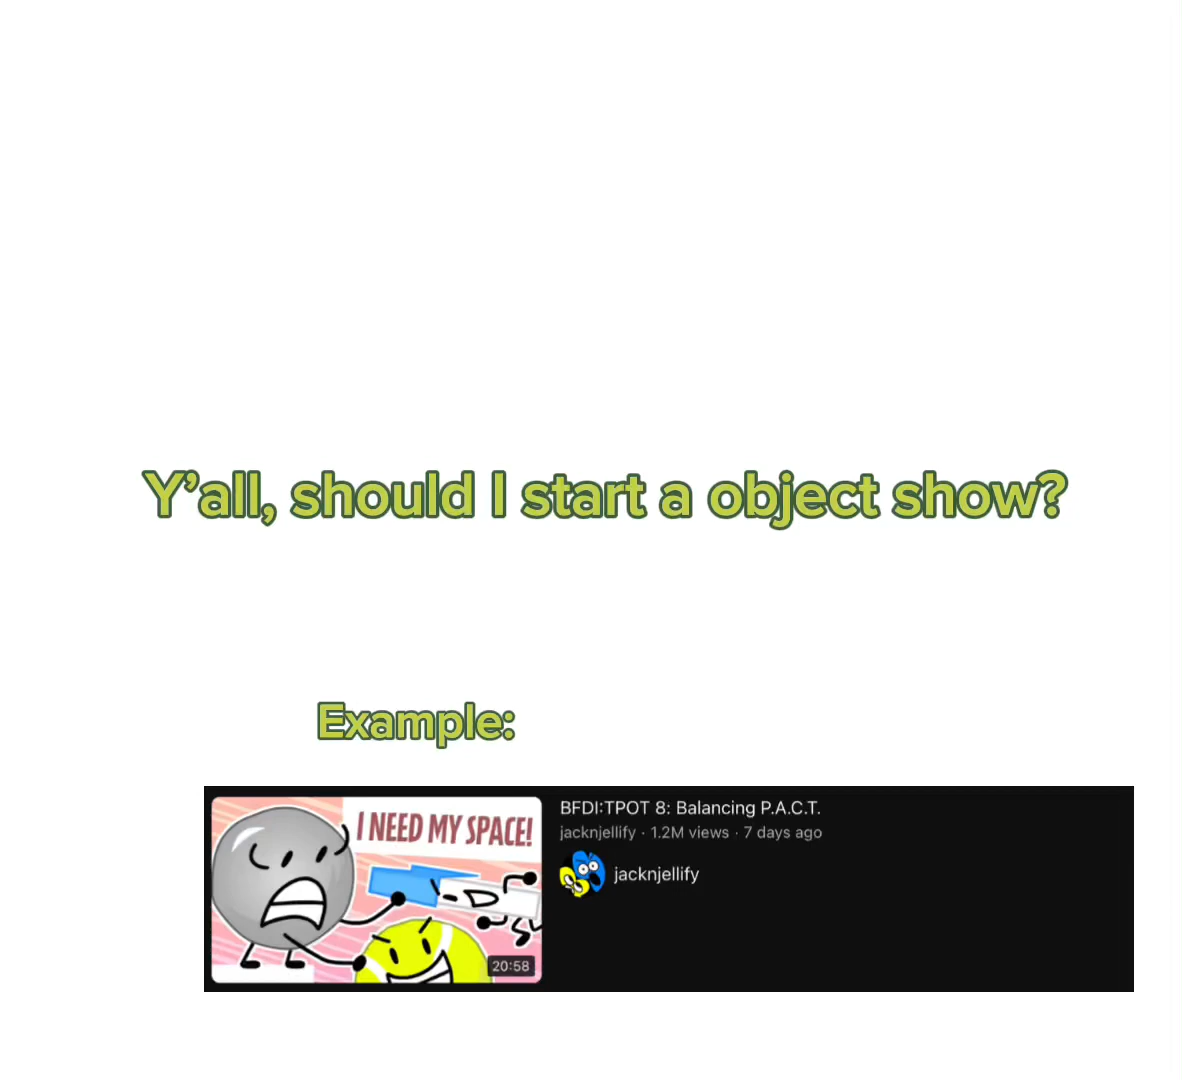 Y’all, should I start a object show?
Example:
I NEED MY SPACE!
20:58
BFDI:TPOT 8: Balancing P.A.C.T.
jacknjellify · 1.2M views · 7 days ago
jacknjellify